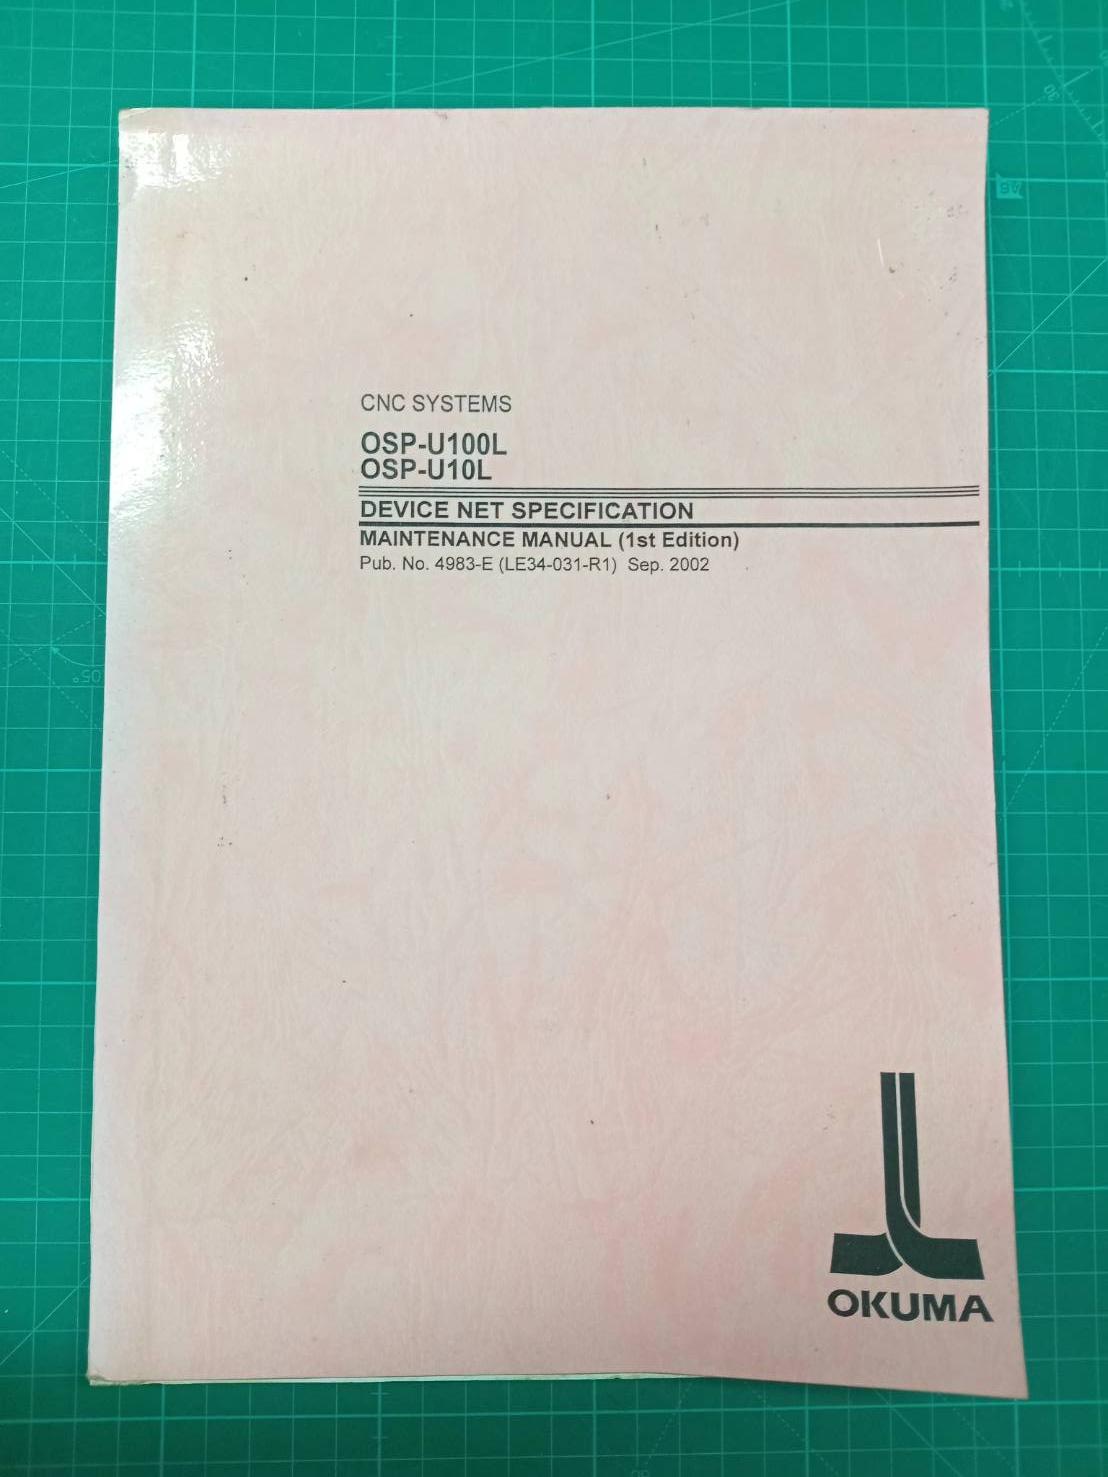 CNC SYSTEMS
OSP-U100L
OSP-U10L
DEVICE NET SPECIFICATION
MAINTENANCE MANUAL (1st Edition)
Pub. No. 4983-E (LE34-031-R1) Sep. 2002
OKUMA